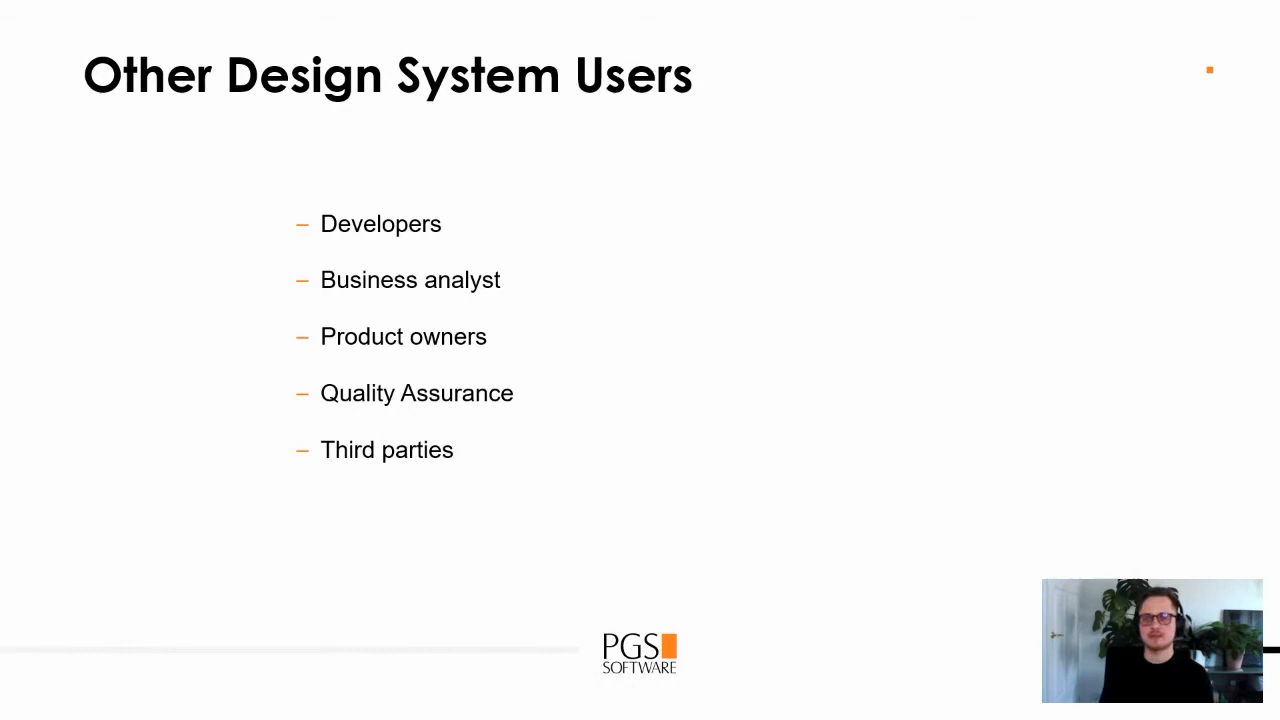 Other Design System Users
– Developers
– Business analyst
– Product owners
– Quality Assurance
– Third parties
PGS
SOFTWARE